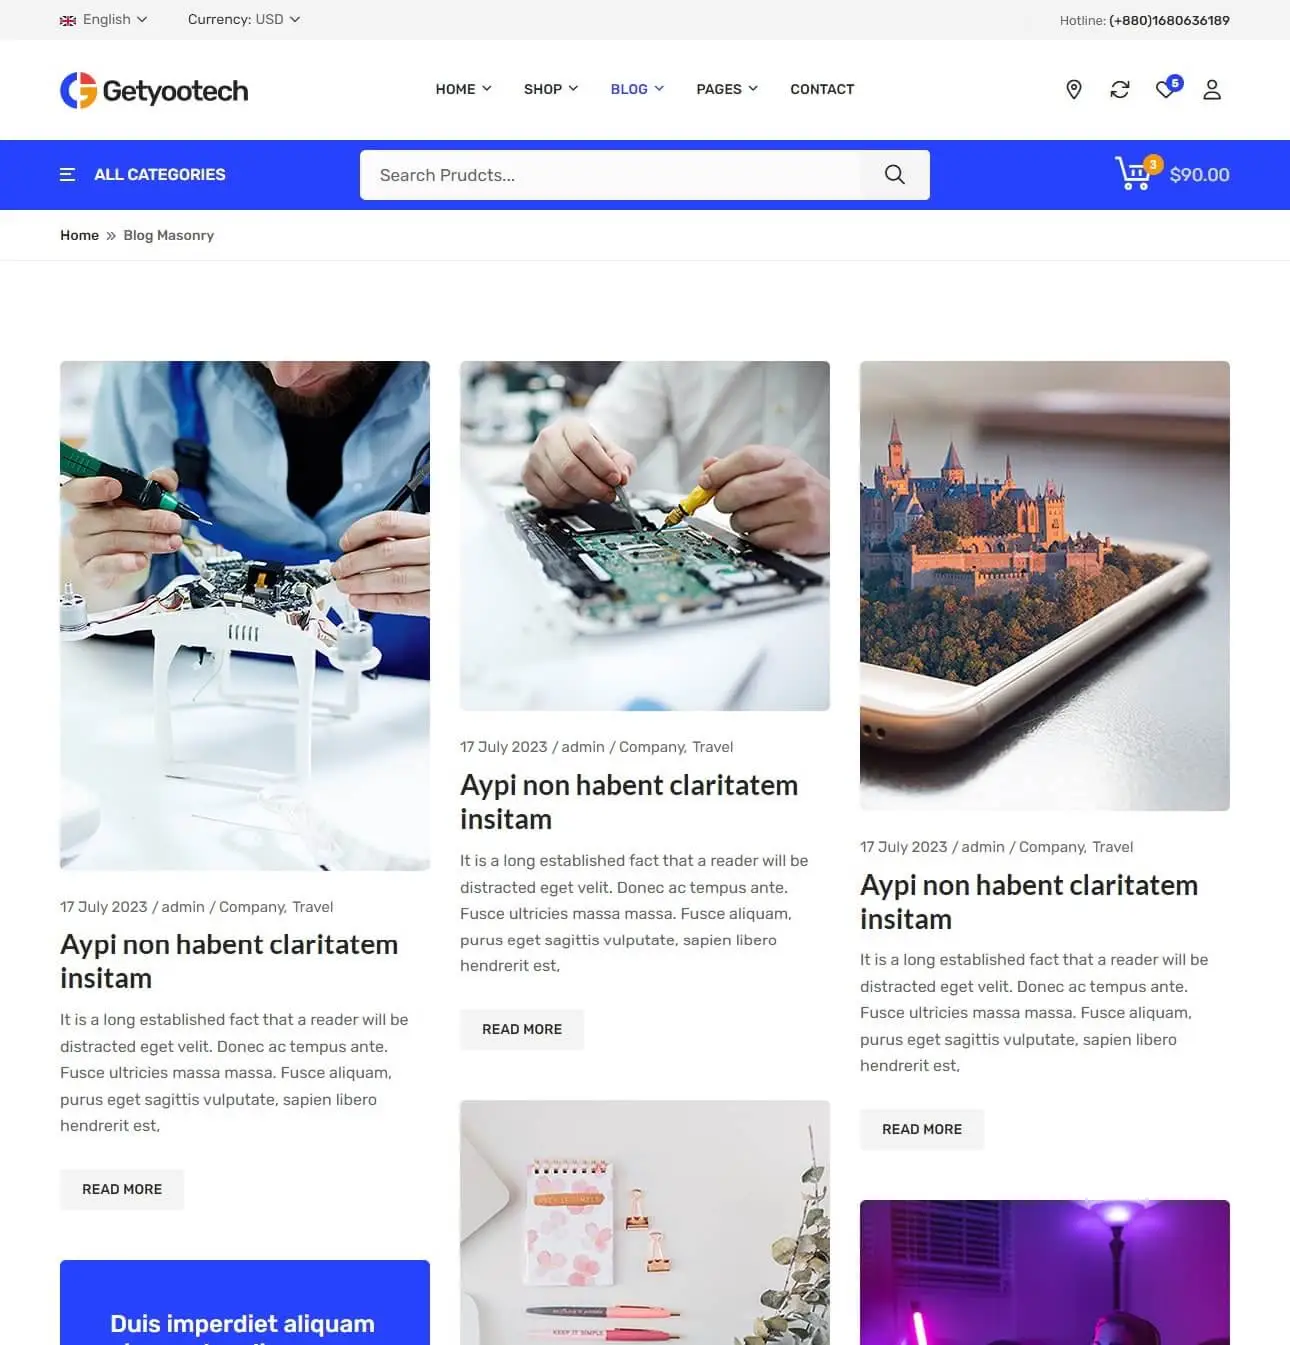 English
Currency: USD
Hotline: (+880)1680636189
Getyootech
HOME
SHOP
BLOG
PAGES
CONTACT
5
ALL CATEGORIES
Search Prudcts...
3
$90.00
Home » Blog Masonry
17 July 2023 / admin / Company, Travel
Aypi non habent claritatem
insitam
It is a long established fact that a reader will be
distracted eget velit. Donec ac tempus ante.
Fusce ultricies massa massa. Fusce aliquam,
purus eget sagittis vulputate, sapien libero
hendrerit est,
READ MORE
Duis imperdiet aliquam
17 July 2023 / admin / Company, Travel
Aypi non habent claritatem
insitam
It is a long established fact that a reader will be
distracted eget velit. Donec ac tempus ante.
Fusce ultricies massa massa. Fusce aliquam,
purus eget sagittis vulputate, sapien libero
hendrerit est,
READ MORE
KEEP IT SIMPLE
17 July 2023 / admin / Company, Travel
Aypi non habent claritatem
insitam
It is a long established fact that a reader will be
distracted eget velit. Donec ac tempus ante.
Fusce ultricies massa massa. Fusce aliquam,
purus eget sagittis vulputate, sapien libero
hendrerit est,
READ MORE